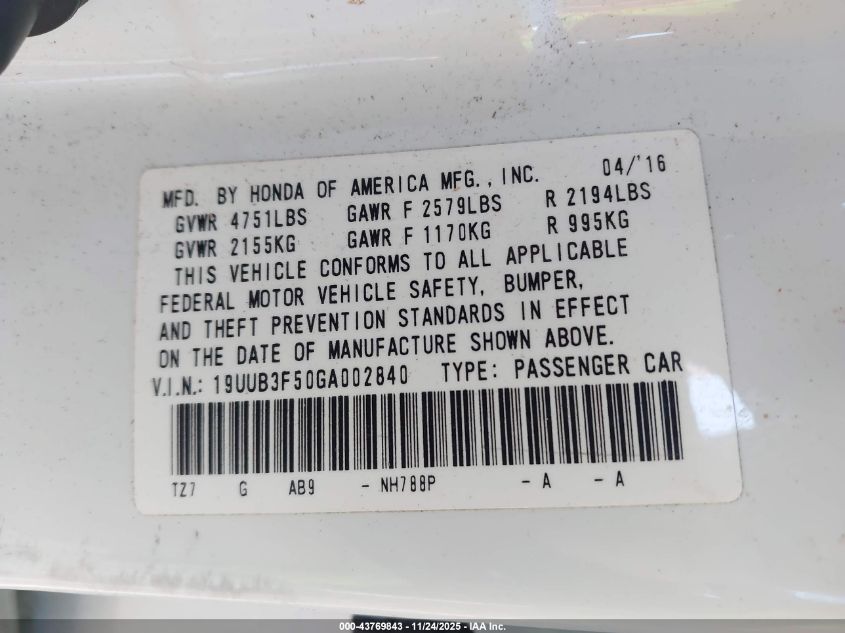 MFD. BY HONDA OF AMERICA MFG., INC. 04/'16
GVWR 4751LBS GAWR F 2579LBS R 2194LBS
GVWR 2155KG GAWR F 1170KG R 995KG
THIS VEHICLE CONFORMS TO ALL APPLICABLE
FEDERAL MOTOR VEHICLE SAFETY, BUMPER,
AND THEFT PREVENTION STANDARDS IN EFFECT
ON THE DATE OF MANUFACTURE SHOWN ABOVE.
V.I.N.: 19UUB3F50GA002840 TYPE: PASSENGER CAR
TZ7 G AB9 - NH788P - A - A
000-43769843 - 11/24/2025 - IAA Inc.